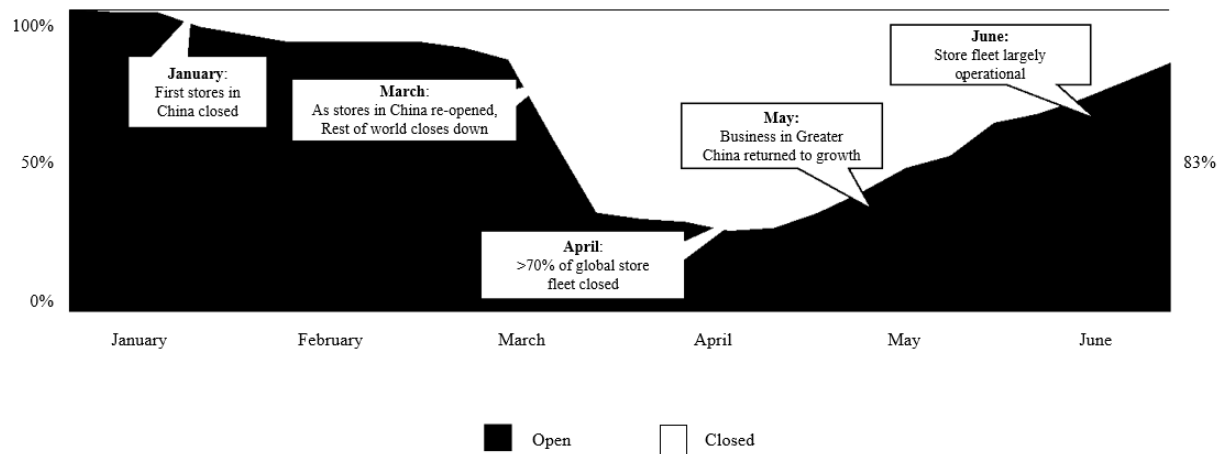 100%
January:
First stores in
China closed
March:
As stores in China re-opened,
Rest of world closes down
June:
Store fleet largely
operational
May:
Business in Greater
China returned to growth
50%
83%
April:
>70% of global store
fleet closed
0%
January February March April May June
Open Closed